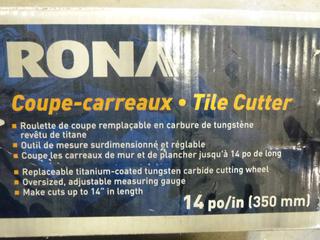 RONA
Coupe-carreaux • Tile Cutter
■ Roulette de coupe remplaçable en carbure de tungstène
revêtu de titane
■ Outil de mesure surdimensionné et réglable
■ Coupe les carreaux de mur et de plancher jusqu'à 14 po de long
■ Replaceable titanium-coated tungsten carbide cutting wheel
■ Oversized, adjustable measuring gauge
■ Make cuts up to 14" in length
14 po/in (350 mm)